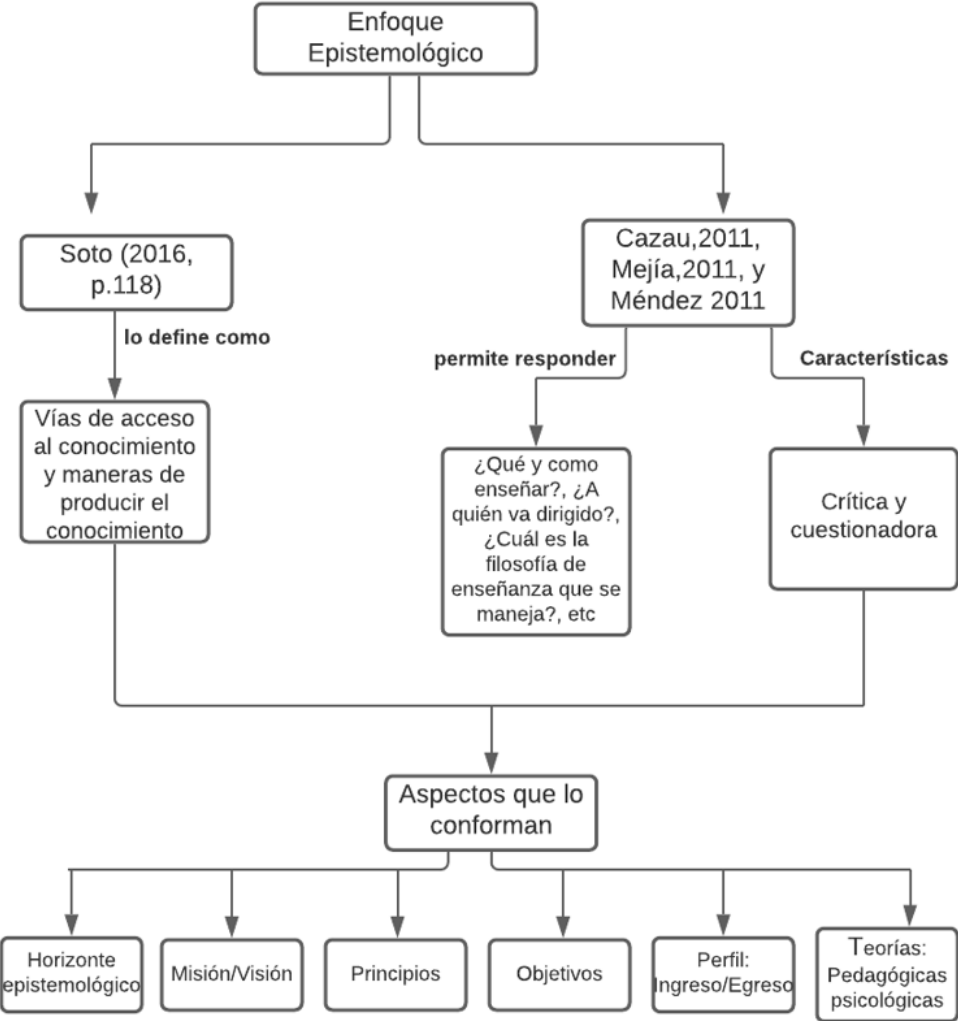 Enfoque
Epistemológico
Soto (2016,
p.118)
Cazau,2011,
Mejía,2011, y
Méndez 2011
lo define como
permite responder
Característícas
Vías de acceso
al conocimiento
y maneras de
producir el
conocimiento
¿Qué y como
enseñar?, ¿A
quién va dirigido?,
¿Cuál es la
filosofía de
enseñanza que se
maneja?, etc
Crítica y
cuestionadora
Aspectos que lo
conforman
Horizonte
epistemológico
Misión/Visión
Principios
Objetivos
Perfil:
Ingreso/Egreso
Teorías:
Pedagógicas
psicológicas